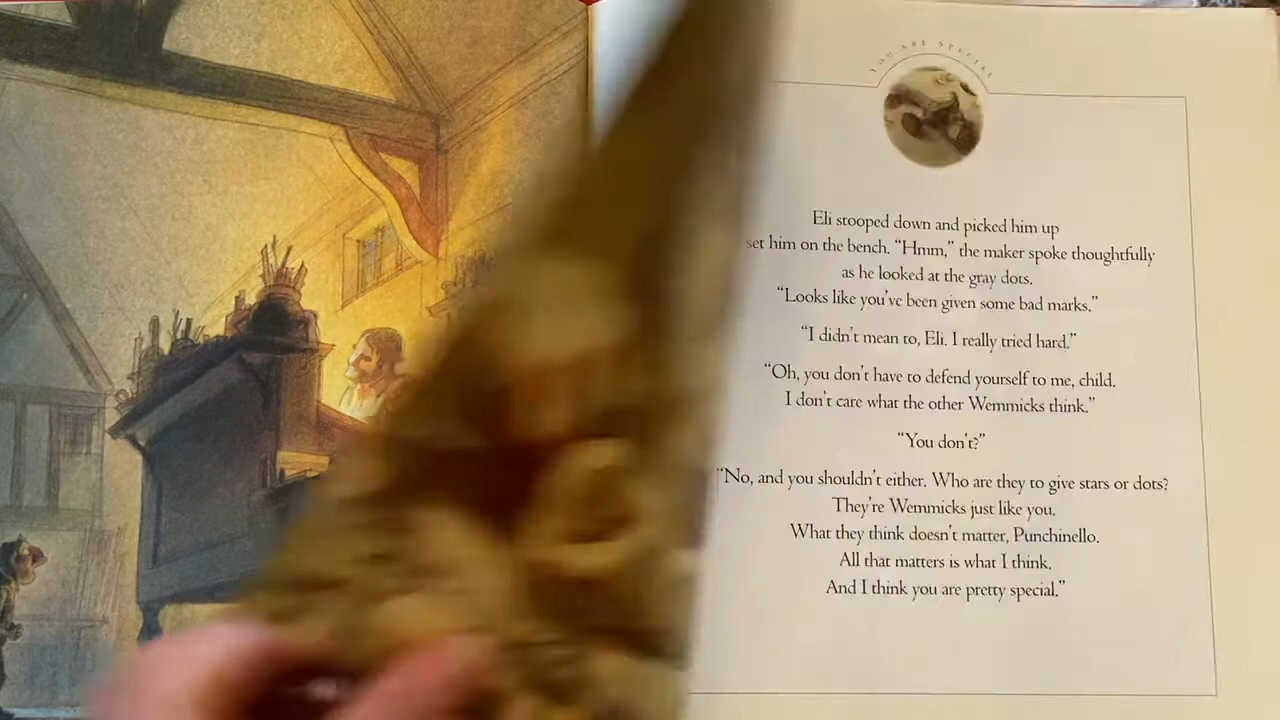 YOU ARE SPECIAL
Eli stooped down and picked him up
set him on the bench. “Hmm,” the maker spoke thoughtfully
as he looked at the gray dots.
“Looks like you’ve been given some bad marks.”
“I didn’t mean to, Eli. I really tried hard.”
“Oh, you don’t have to defend yourself to me, child.
I don’t care what the other Wemmicks think.”
“You don’t?”
“No, and you shouldn’t either. Who are they to give stars or dots?
They’re Wemmicks just like you.
What they think doesn’t matter, Punchinello.
All that matters is what I think.
And I think you are pretty special.”